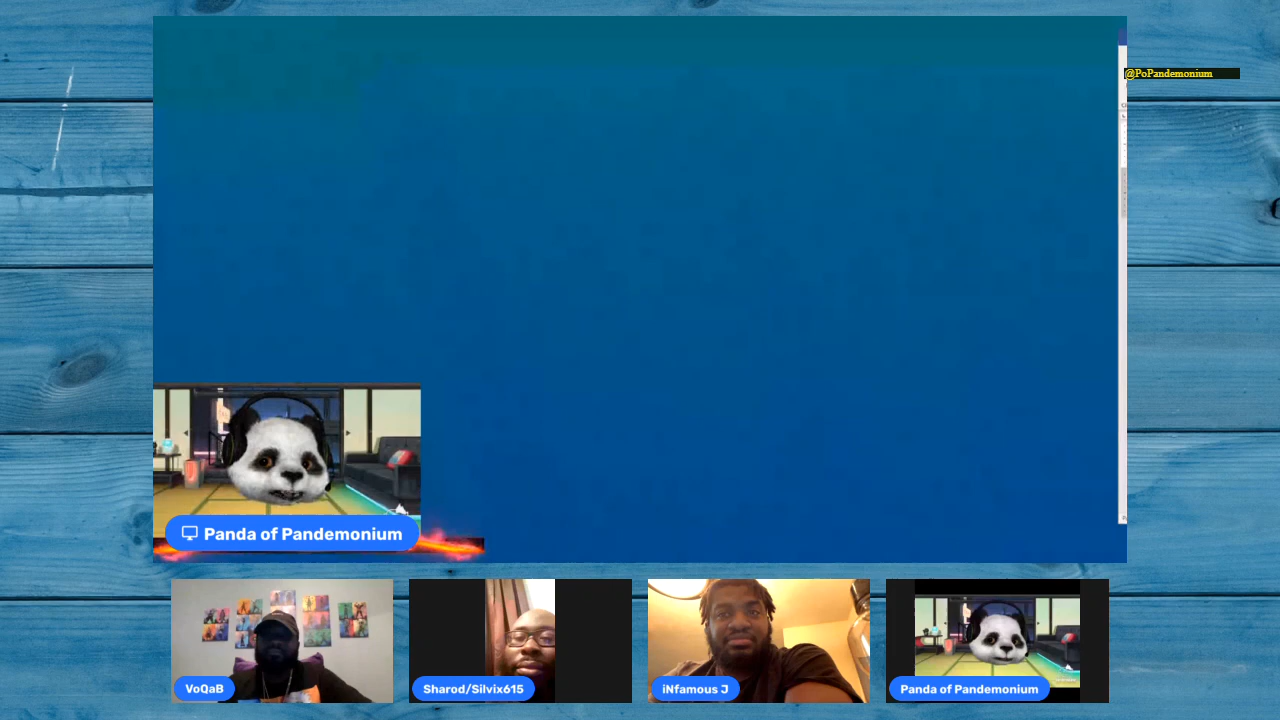 @PoPandemonium
Panda of Pandemonium
VoQaB
Sharod/Silvix615
iNfamous J
Panda of Pandemonium